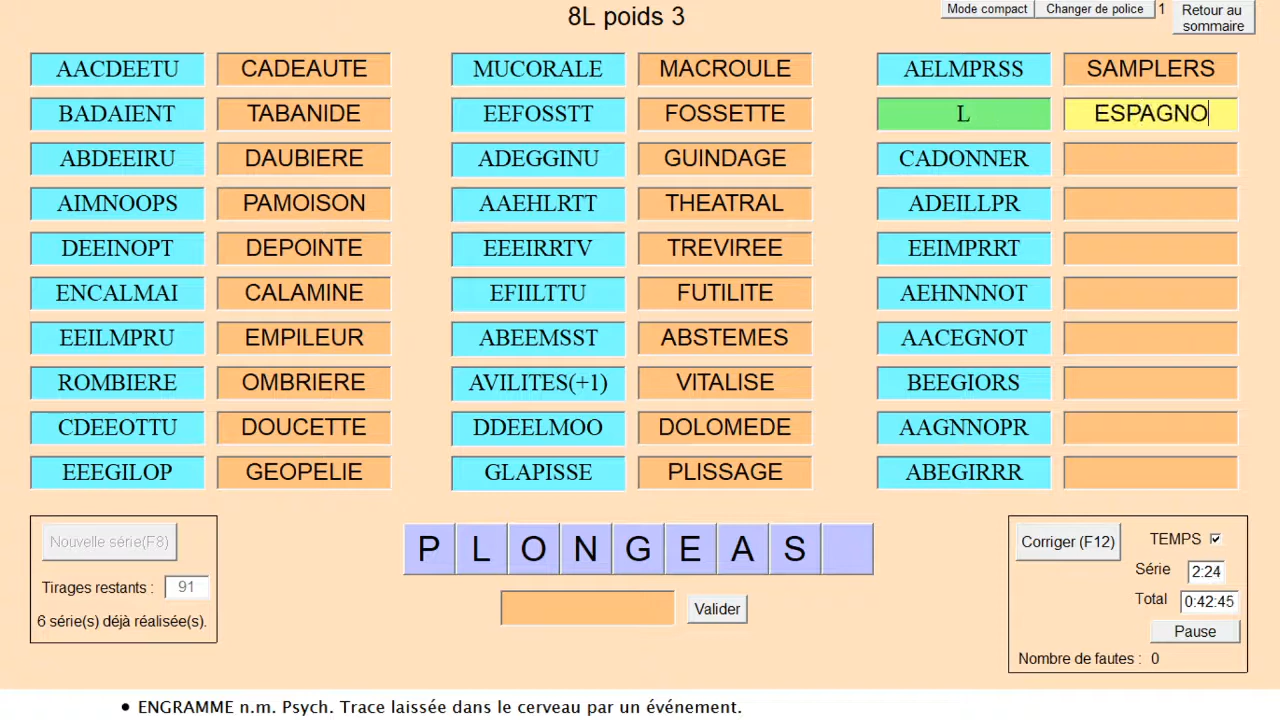 8L poids 3
Mode compact Changer de police 1 Retour au sommaire
AACDEETU CADEAUTE MUCORALE MACROULE AELMPRSS SAMPLERS
BADAIENT TABANIDE EEFOSSTT FOSSETTE L ESPAGNO
ABDEEIRU DAUBIERE ADEGGINU GUINDAGE CADONNER
AIMNOOPS PAMOISON AAEHLRTT THEATRAL ADEILLPR
DEEINOPT DEPOINTE EEEIRRTV TREVIREE EEIMPRRT
ENCALMAI CALAMINE EFIILTTU FUTILITE AEHNNNOT
EEILMPRU EMPILEUR ABEEMSST ABSTEMES AACEGNOT
ROMBIERE OMBRIERE AVILITES(+1) VITALISE BEEGIORS
CDEEOTTU DOUCETTE DDEELMOO DOLOMEDE AAGNNOPR
EEEGILOP GEOPELIE GLAPISSE PLISSAGE ABEGIRRR
Nouvelle série(F8)
Tirages restants : 91
6 série(s) déjà réalisée(s).
P L O N G E A S
Valider
Corriger (F12) TEMPS
Série 2:24
Total 0:42:45
Pause
Nombre de fautes : 0
• ENGRAMME n.m. Psych. Trace laissée dans le cerveau par un événement.